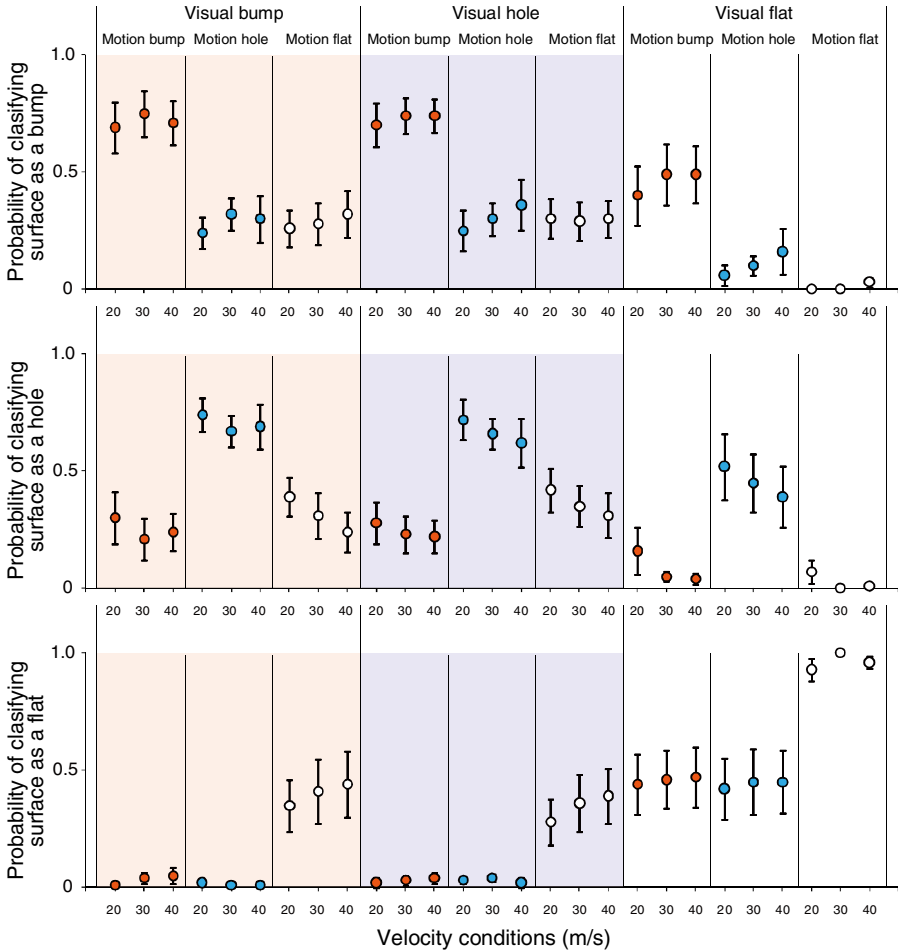 Visual bump Visual hole Visual flat
Motion bump Motion hole Motion flat Motion bump Motion hole Motion flat Motion bump Motion hole Motion flat
Probability of clasifying
surface as a bump
1.0
0.5
0
20 30 40 20 30 40 20 30 40 20 30 40 20 30 40 20 30 40 20 30 40 20 30 40 20 30 40
Probability of clasifying
surface as a hole
1.0
0.5
0
20 30 40 20 30 40 20 30 40 20 30 40 20 30 40 20 30 40 20 30 40 20 30 40 20 30 40
Probability of clasifying
surface as a flat
1.0
0.5
0
20 30 40 20 30 40 20 30 40 20 30 40 20 30 40 20 30 40 20 30 40 20 30 40 20 30 40
Velocity conditions (m/s)